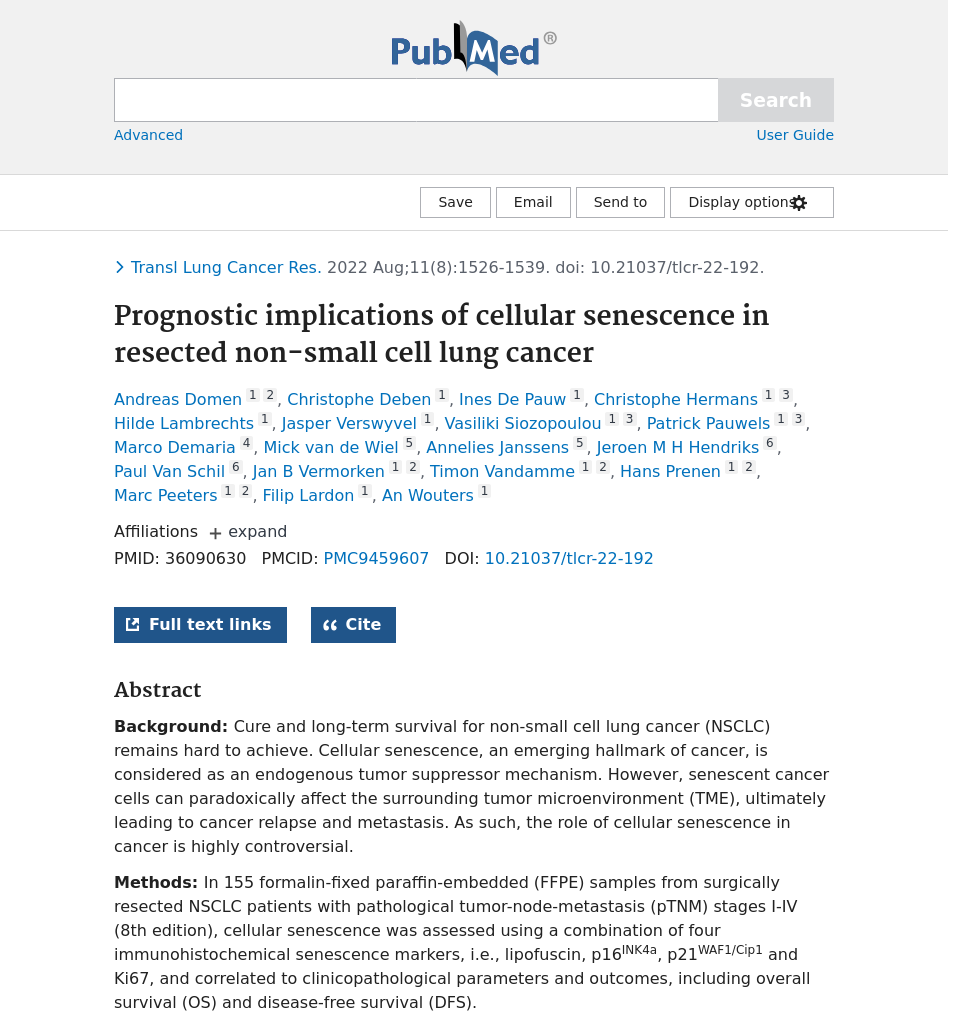 PubMed®
Search
Advanced
User Guide
Save
Email
Send to
Display options
Transl Lung Cancer Res. 2022 Aug;11(8):1526-1539. doi: 10.21037/tlcr-22-192.
Prognostic implications of cellular senescence in
resected non-small cell lung cancer
Andreas Domen 1 2, Christophe Deben 1, Ines De Pauw 1, Christophe Hermans 1 3,
Hilde Lambrechts 1, Jasper Verswyvel 1, Vasiliki Siozopoulou 1 3, Patrick Pauwels 1 3,
Marco Demaria 4, Mick van de Wiel 5, Annelies Janssens 5, Jeroen M H Hendriks 6,
Paul Van Schil 6, Jan B Vermorken 1 2, Timon Vandamme 1 2, Hans Prenen 1 2,
Marc Peeters 1 2, Filip Lardon 1, An Wouters 1
Affiliations + expand
PMID: 36090630 PMCID: PMC9459607 DOI: 10.21037/tlcr-22-192
Full text links
Cite
Abstract
Background: Cure and long-term survival for non-small cell lung cancer (NSCLC)
remains hard to achieve. Cellular senescence, an emerging hallmark of cancer, is
considered as an endogenous tumor suppressor mechanism. However, senescent cancer
cells can paradoxically affect the surrounding tumor microenvironment (TME), ultimately
leading to cancer relapse and metastasis. As such, the role of cellular senescence in
cancer is highly controversial.
Methods: In 155 formalin-fixed paraffin-embedded (FFPE) samples from surgically
resected NSCLC patients with pathological tumor-node-metastasis (pTNM) stages I-IV
(8th edition), cellular senescence was assessed using a combination of four
immunohistochemical senescence markers, i.e., lipofuscin, p16INK4a, p21WAF1/Cip1 and
Ki67, and correlated to clinicopathological parameters and outcomes, including overall
survival (OS) and disease-free survival (DFS).